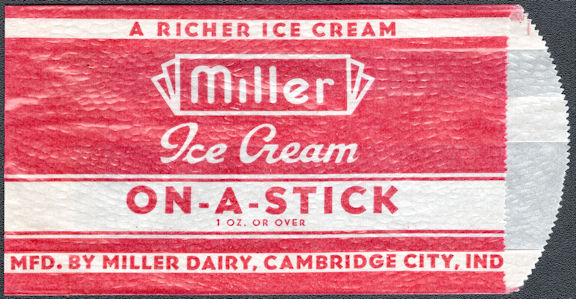 A RICHER ICE CREAM
Miller
Ice Cream
ON-A-STICK
1 OZ. OR OVER
MFD. BY MILLER DAIRY, CAMBRIDGE CITY, IND